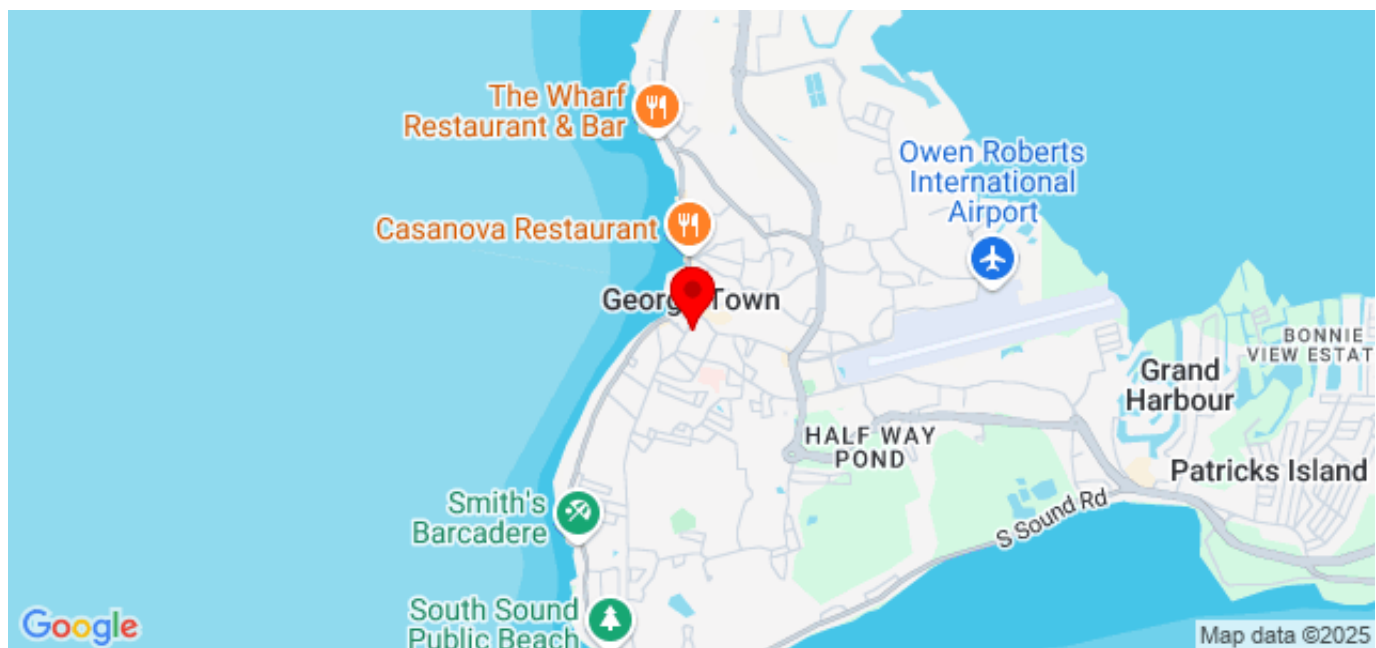 The Wharf
Restaurant & Bar
Owen Roberts
International
Airport
Casanova Restaurant
George Town
BONNIE
VIEW ESTAT
Grand
Harbour
HALF WAY
POND
Patricks Island
Smith's
Barcadere
S Sound Rd
South Sound
Public Beach
Google
Map data ©2025